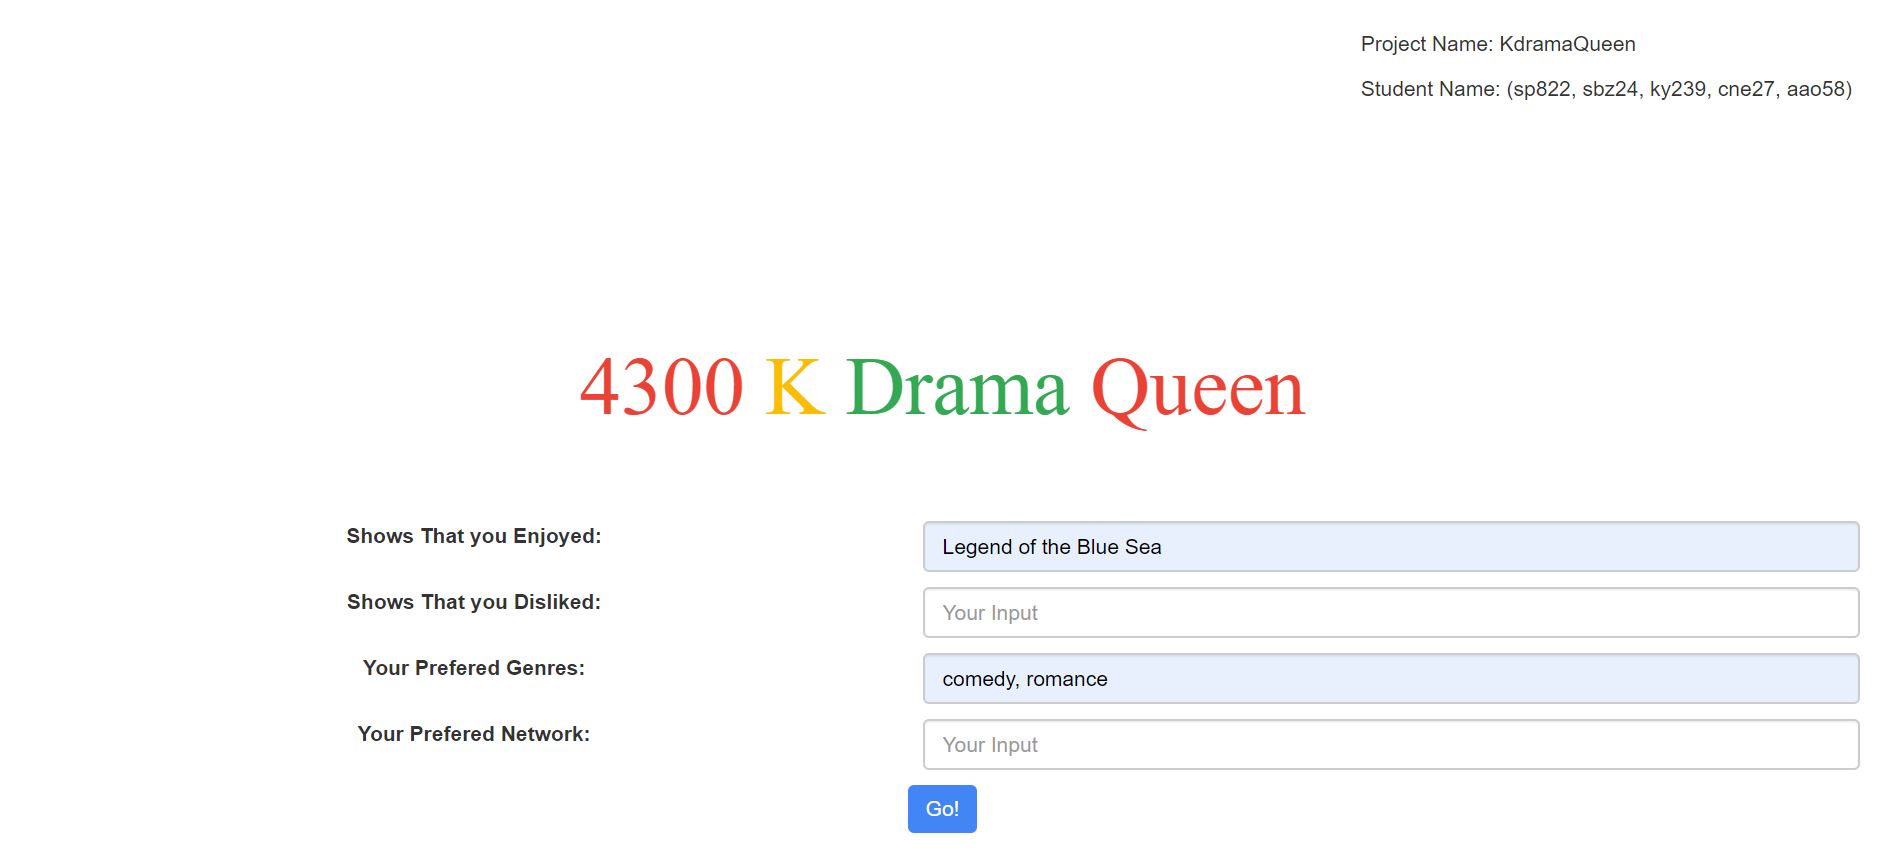 Project Name: KdramaQueen
Student Name: (sp822, sbz24, ky239, cne27, aao58)
4300 K Drama Queen
Shows That you Enjoyed:
Legend of the Blue Sea
Shows That you Disliked:
Your Input
Your Prefered Genres:
comedy, romance
Your Prefered Network:
Your Input
Go!